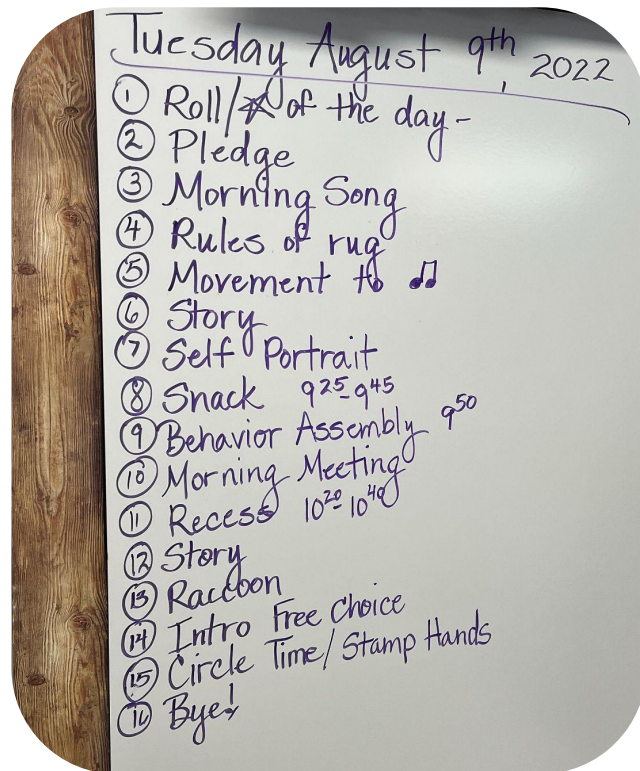 Tuesday August 9th, 2022
① Roll/☆ of the day-
② Pledge
③ Morning Song
④ Rules of rug
⑤ Movement to ♫
⑥ Story
⑦ Self Portrait
⑧ Snack 9²⁵-9⁴⁵
⑨ Behavior Assembly 9⁵⁰
⑩ Morning Meeting
⑪ Recess 10²⁰-10⁴⁰
⑫ Story
⑬ Raccoon
⑭ Intro Free Choice
⑮ Circle Time/Stamp Hands
⑯ Bye!